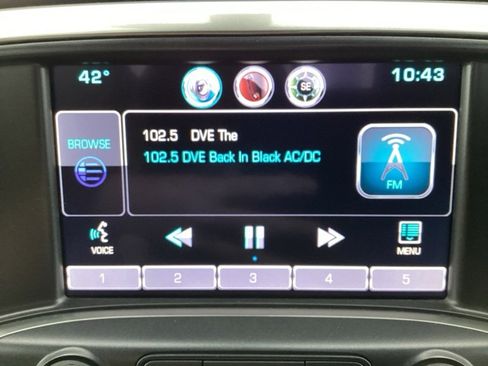 42°
SE
10:43
BROWSE
102.5 DVE The
102.5 DVE Back In Black AC/DC
FM
VOICE
MENU
1 2 3 4 5